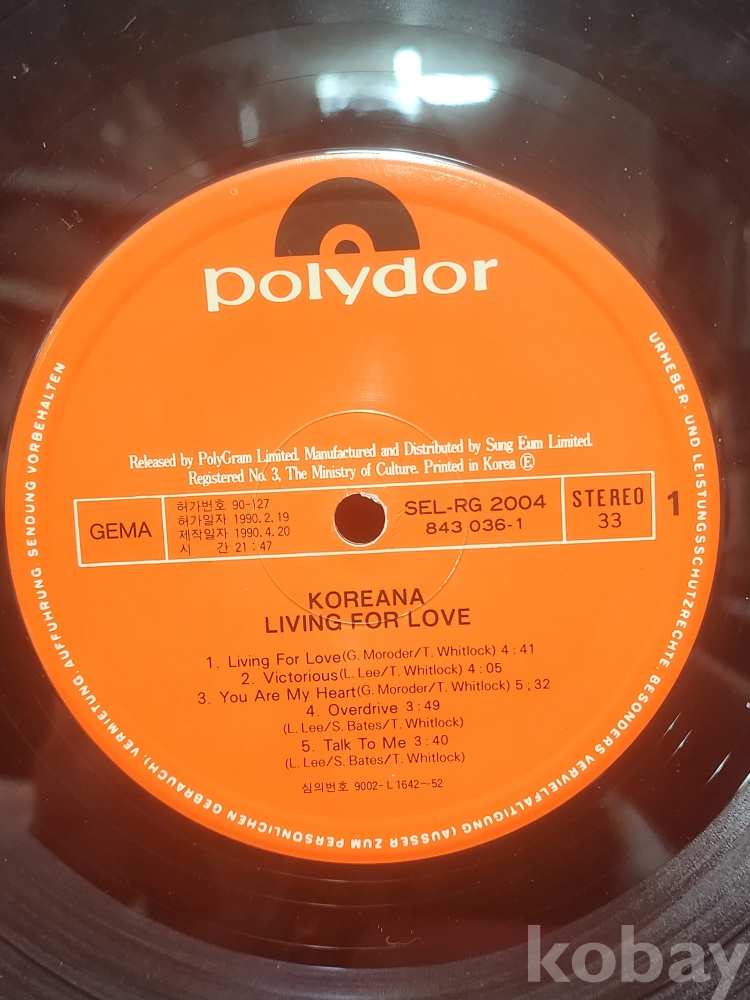 polydor
Released by PolyGram Limited. Manufactured and Distributed by Sung Eum Limited.
Registered No. 3, The Ministry of Culture. Printed in Korea Ⓔ
GEMA
허가번호 90-127
허가일자 1990.2.19
제작일자 1990.4.20
시 간 21:47
SEL-RG 2004
843 036-1
STEREO
33
1
KOREANA
LIVING FOR LOVE
1. Living For Love(G. Moroder/T. Whitlock) 4:41
2. Victorious(L. Lee/T. Whitlock) 4:05
3. You Are My Heart(G. Moroder/T. Whitlock) 5;32
4. Overdrive 3:49
(L. Lee/S. Bates/T. Whitlock)
5. Talk To Me 3:40
(L. Lee/S. Bates/T. Whitlock)
심의번호 9002-L1642~52
URHEBER- UND LEISTUNGSSCHUTZRECHTE, BESONDERS VERVIELFALTIGUNG (AUSSER ZUM PERSÖNLICHEN GEBRAUCH), VERMIETUNG, AUFFUHRUNG, SENDUNG VORBEHALTEN
kobay